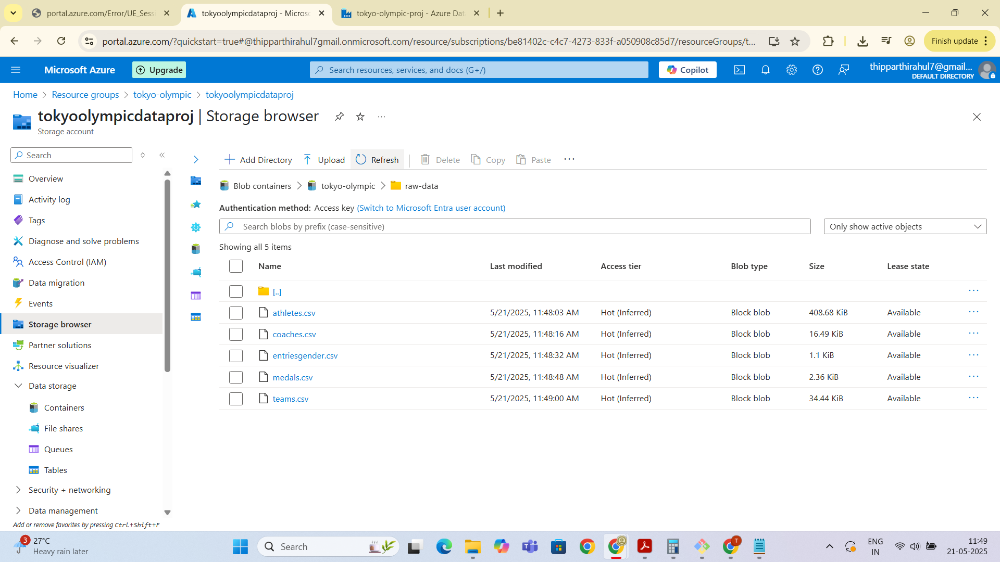 portal.azure.com/Error/UE_Sess
tokyoolympicdataproj - Micros
tokyo-olympic-proj - Azure Dat
portal.azure.com/?quickstart=true#@thipparthirahul7gmail.onmicrosoft.com/resource/subscriptions/be81402c-c4c7-4273-833f-a050908c85d7/resourceGroups/t...
Finish update
Microsoft Azure
Upgrade
Search resources, services, and docs (G+/)
Copilot
thipparthirahul7@gmail...
DEFAULT DIRECTORY
Home > Resource groups > tokyo-olympic > tokyoolympicdataproj
tokyoolympicdataproj | Storage browser
Storage account
Search
Overview
Activity log
Tags
Diagnose and solve problems
Access Control (IAM)
Data migration
Events
Storage browser
Partner solutions
Resource visualizer
Data storage
Containers
File shares
Queues
Tables
Security + networking
Data management
Add or remove favorites by pressing Ctrl+Shift+F
Add Directory Upload Refresh Delete Copy Paste
Blob containers > tokyo-olympic > raw-data
Authentication method: Access key (Switch to Microsoft Entra user account)
Search blobs by prefix (case-sensitive)
Only show active objects
Showing all 5 items
Name Last modified Access tier Blob type Size Lease state
[..]
athletes.csv 5/21/2025, 11:48:03 AM Hot (Inferred) Block blob 408.68 KiB Available
coaches.csv 5/21/2025, 11:48:16 AM Hot (Inferred) Block blob 16.49 KiB Available
entriesgender.csv 5/21/2025, 11:48:32 AM Hot (Inferred) Block blob 1.1 KiB Available
medals.csv 5/21/2025, 11:48:48 AM Hot (Inferred) Block blob 2.36 KiB Available
teams.csv 5/21/2025, 11:49:00 AM Hot (Inferred) Block blob 34.44 KiB Available
3
27°C
Heavy rain later
Search
T
ENG
IN
11:49
21-05-2025